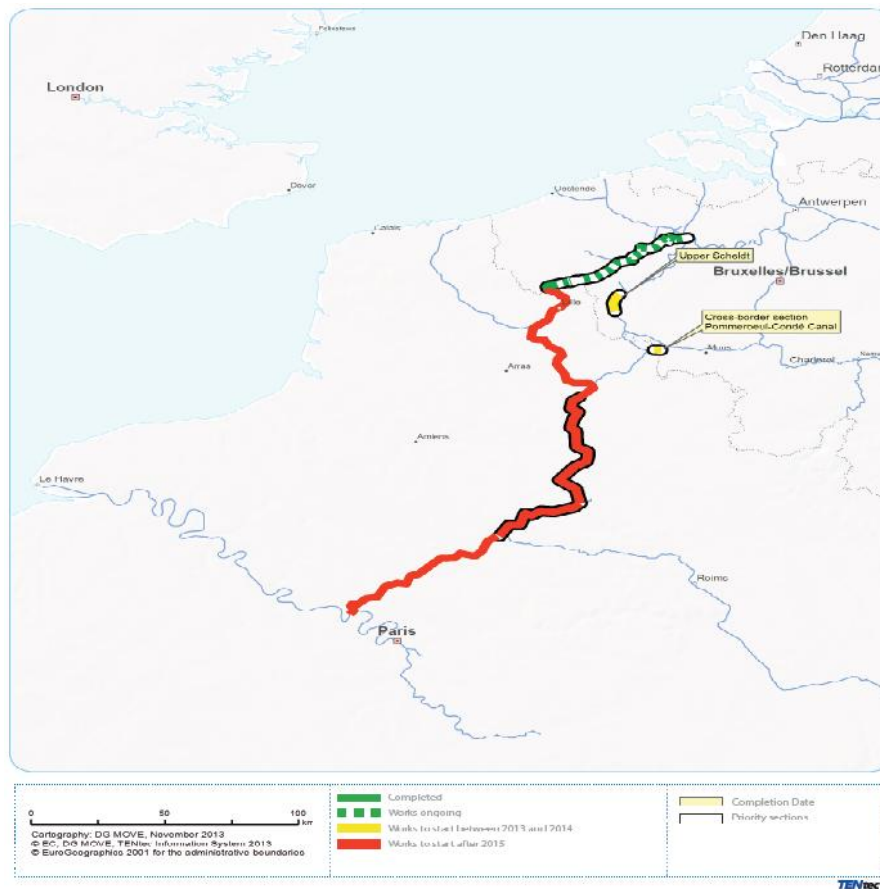 Den Haag
Felixstowe
London
Dover
Oostende
Antwerpen
Calais
Upper Scheldt
Bruxelles/Brussel
Lille
Cross-border section
Pommeroeul-Condé Canal
Mons
Charleroi
Arras
Amiens
Le Havre
Paris
0 50 100
km
Cartography: DG MOVE, November 2013
© EC, DG MOVE, TENtec Information System 2013
© EuroGeographics 2001 for the administrative boundaries
Completed
Works ongoing
Works to start between 2013 and 2014
Works to start after 2015
Completion Date
Priority sections
TENtec